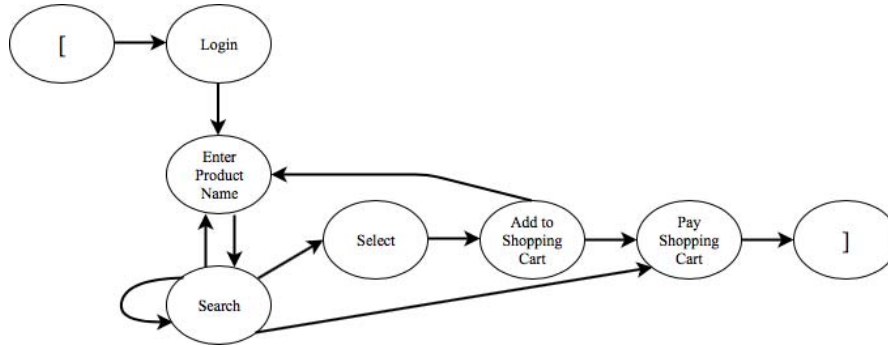 [
Login
Enter
Product
Name
Select
Add to
Shopping
Cart
Pay
Shopping
Cart
]
Search